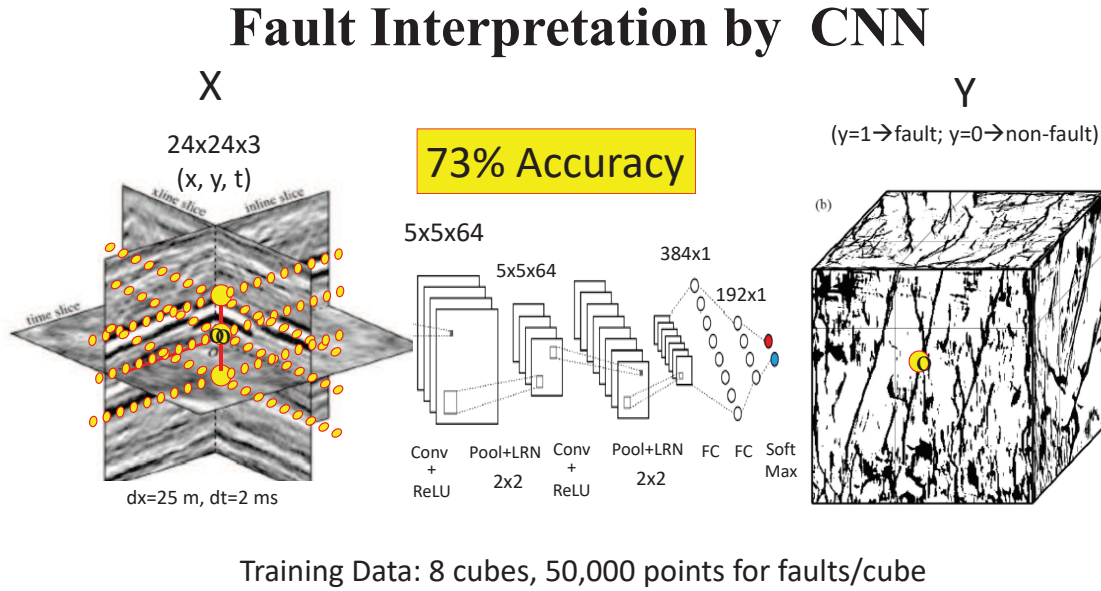 Fault Interpretation by CNN
X
24x24x3
(x, y, t)
xline slice
inline slice
time slice
dx=25 m, dt=2 ms
73% Accuracy
5x5x64
5x5x64
384x1
192x1
Conv
+
ReLU
Pool+LRN
2x2
Conv
+
ReLU
Pool+LRN
2x2
FC
FC
Soft
Max
Y
(y=1→fault; y=0→non-fault)
(b)
Training Data: 8 cubes, 50,000 points for faults/cube